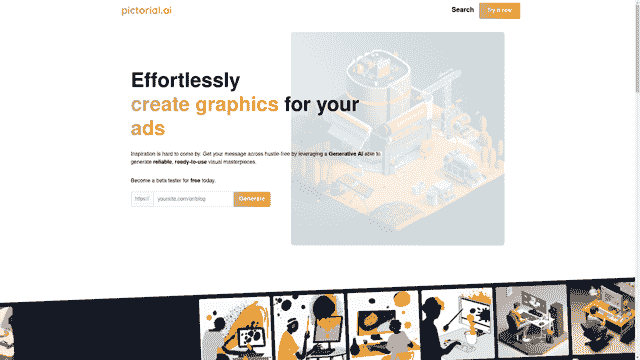 pictorial.ai
Search
Try it now
Effortlessly
create graphics for your
ads
Inspiration is hard to come by. Get your message across hustle-free by leveraging a Generative AI able to
generate reliable, ready-to-use visual masterpieces.
Become a beta tester for free today.
https://
yoursite.com/or/blog
Generate